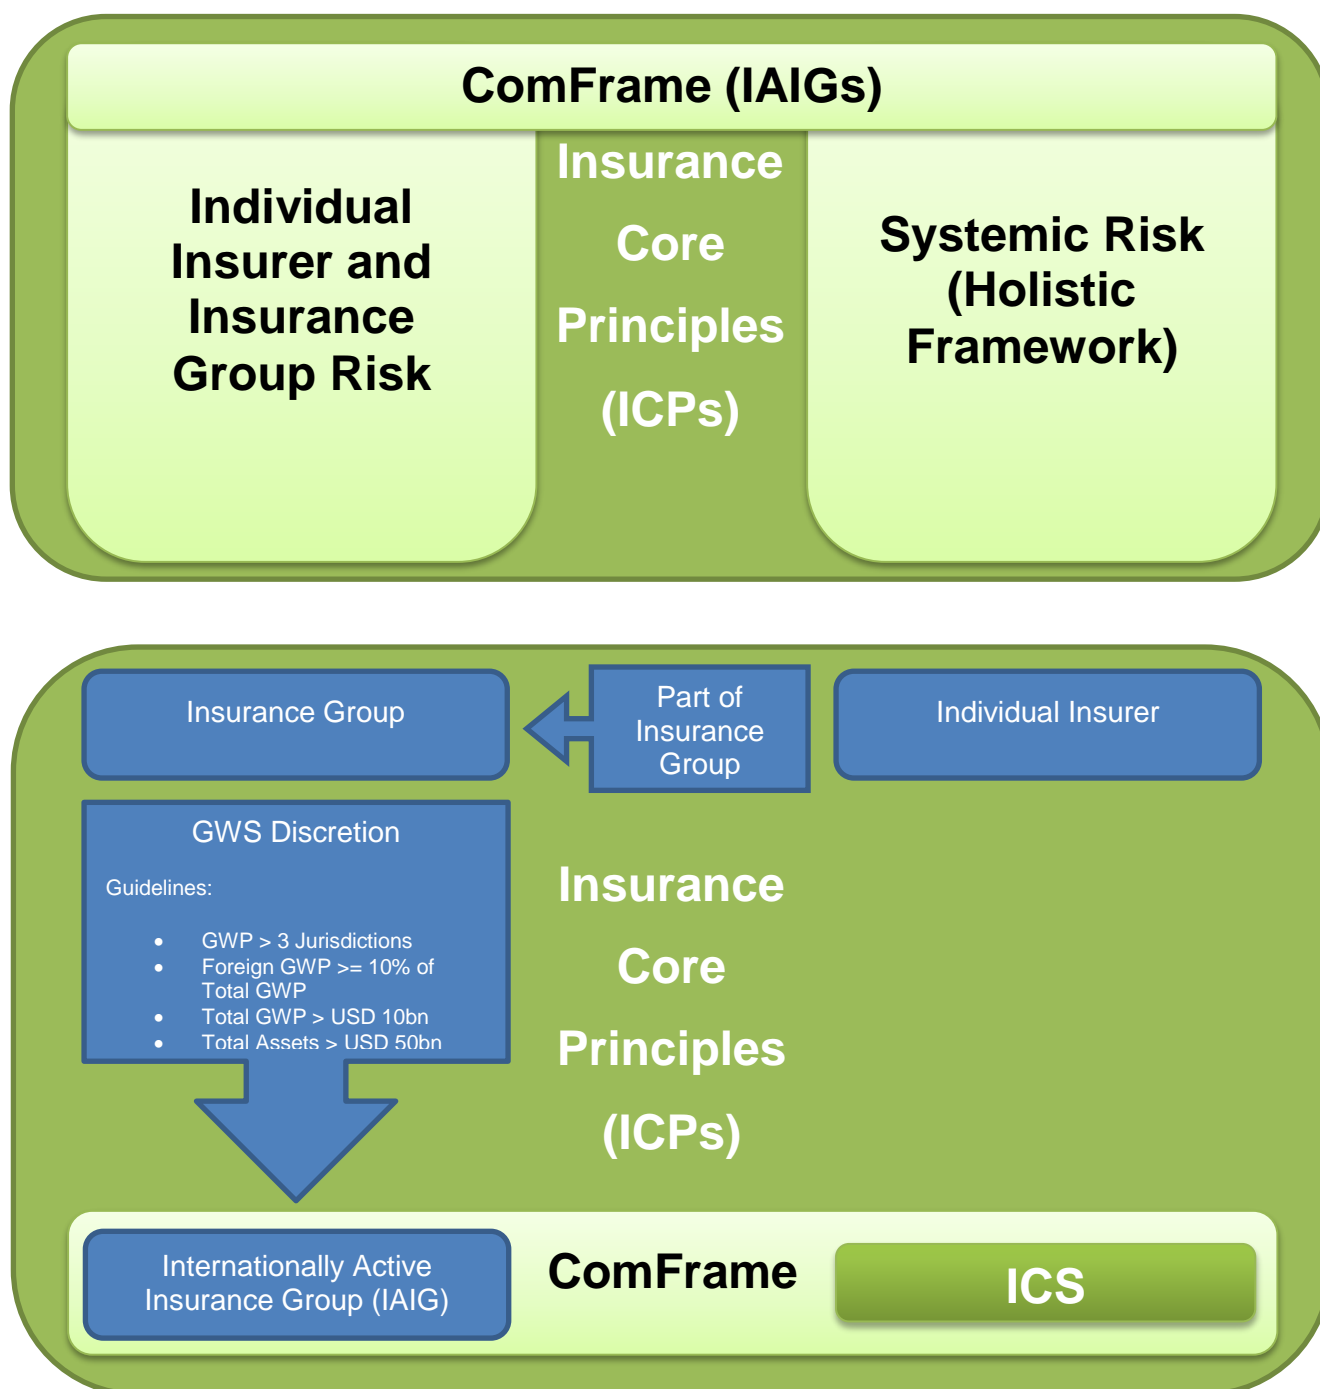 ComFrame (IAIGs)
Individual
Insurer and
Insurance
Group Risk
Insurance
Core
Principles
(ICPs)
Systemic Risk
(Holistic
Framework)
Insurance Group
Part of
Insurance
Group
Individual Insurer
GWS Discretion
Guidelines:
• GWP > 3 Jurisdictions
• Foreign GWP >= 10% of
Total GWP
• Total GWP > USD 10bn
• Total Assets > USD 50bn
Insurance
Core
Principles
(ICPs)
Internationally Active
Insurance Group (IAIG)
ComFrame
ICS